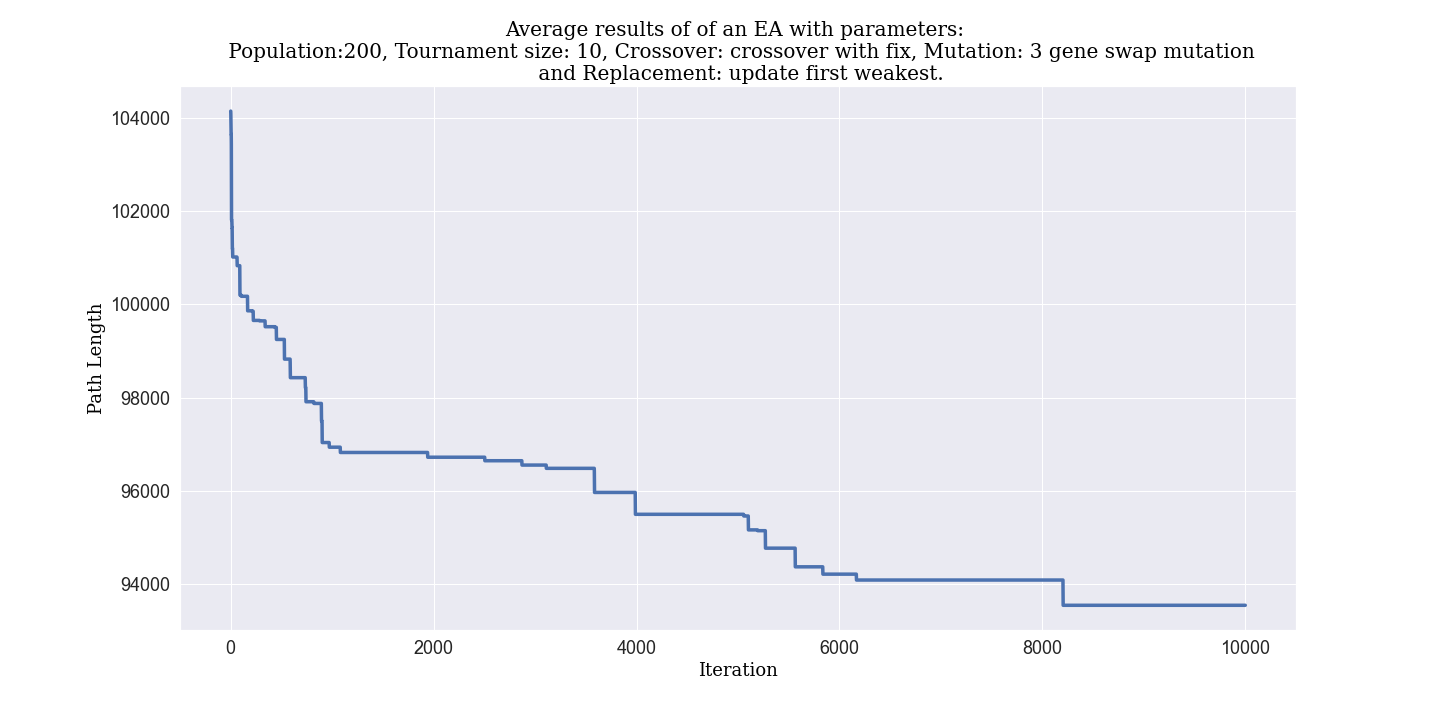 Average results of of an EA with parameters:
Population:200, Tournament size: 10, Crossover: crossover with fix, Mutation: 3 gene swap mutation
and Replacement: update first weakest.
104000
102000
100000
98000
96000
94000
Path Length
0 2000 4000 6000 8000 10000
Iteration